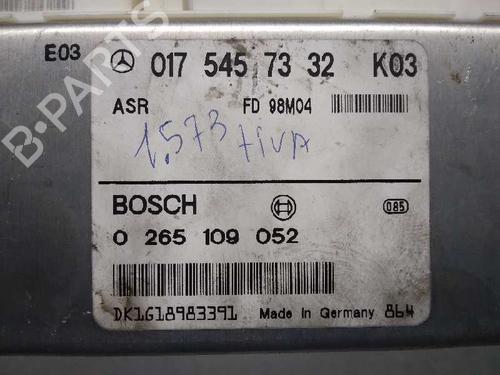 E03 017 545 73 32 K03
ASR FD 98M04
1.573 tiva
BOSCH 085
0 265 109 052
DK1G18983391 Made in Germany 864
B-PARTS